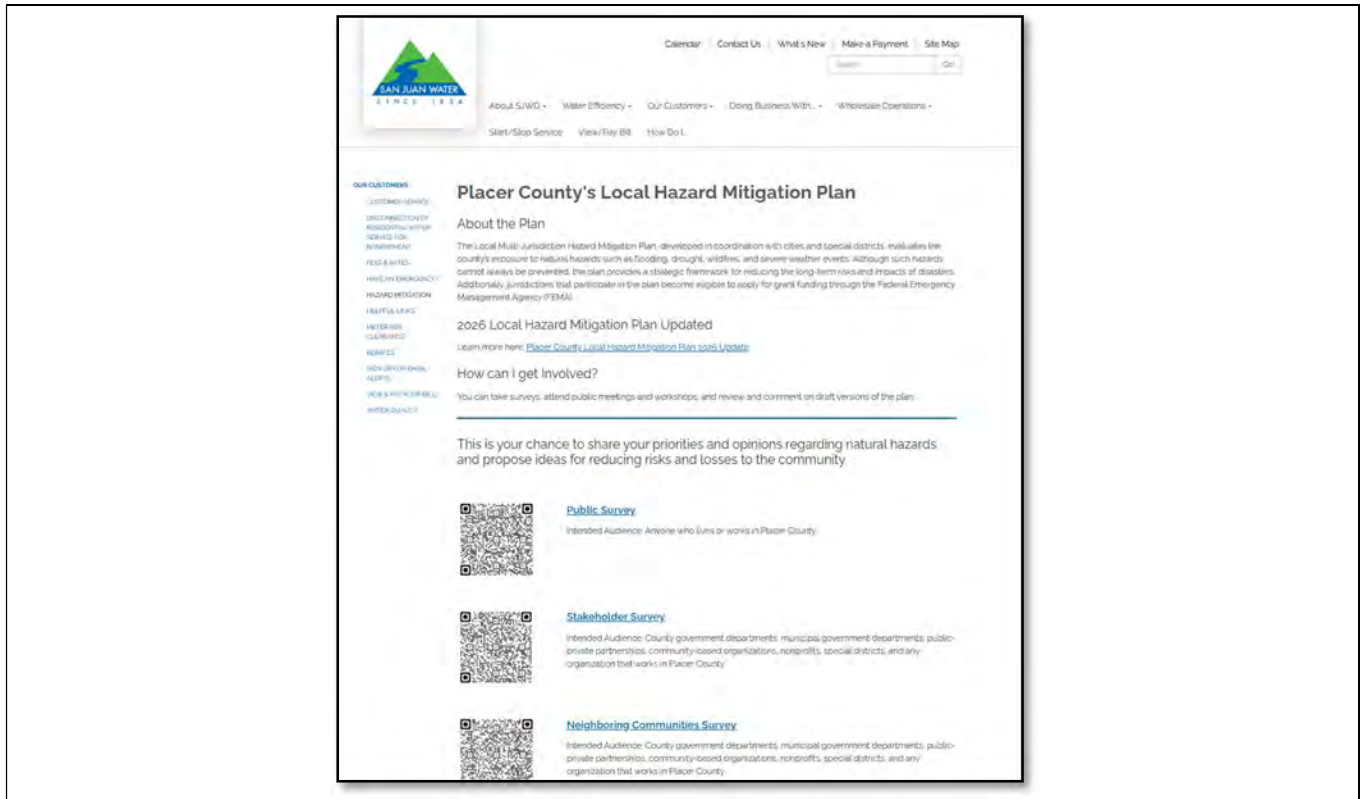 Calendar Contact Us What's New Make a Payment Site Map
Search Go!
SAN JUAN WATER
SINCE 1854
About SJWD Water Efficiency Our Customers Doing Business With... Wholesale Operations
Start/Stop Service View/Pay Bill How Do I...
OUR CUSTOMERS
CUSTOMER SERVICE
DISCONNECTION OF
RESIDENTIAL WATER
SERVICE FOR
NONPAYMENT
FEES & RATES
HAVE AN EMERGENCY?
HAZARD MITIGATION
HELPFUL LINKS
CLEARANCE
REBATES
ALERTS
VIEW & PAY YOUR BILL
WATER QUALITY
Placer County's Local Hazard Mitigation Plan
About the Plan
The Local Multi-Jurisdiction Hazard Mitigation Plan, developed in coordination with cities and special districts, evaluates the
county's exposure to natural hazards such as flooding, drought, wildfires, and severe weather events. Although such hazards
cannot always be prevented, the plan provides a strategic framework for reducing the long-term risks and impacts of disasters.
Additionally, jurisdictions that participate in the plan become eligible to apply for grant funding through the Federal Emergency
Management Agency (FEMA).
2026 Local Hazard Mitigation Plan Updated
Learn more here: Placer County Local Hazard Mitigation Plan 2026 Update
How can I get Involved?
You can take surveys, attend public meetings and workshops, and review and comment on draft versions of the plan.
This is your chance to share your priorities and opinions regarding natural hazards
and propose ideas for reducing risks and losses to the community
Public Survey
Intended Audience: Anyone who lives or works in Placer County.
Stakeholder Survey
Intended Audience: County government departments, municipal government departments, public-
private partnerships, community-based organizations, nonprofits, special districts, and any
organization that works in Placer County
Neighboring Communities Survey
Intended Audience: County government departments, municipal government departments, public-
private partnerships, community-based organizations, nonprofits, special districts, and any
organization that works in Placer County